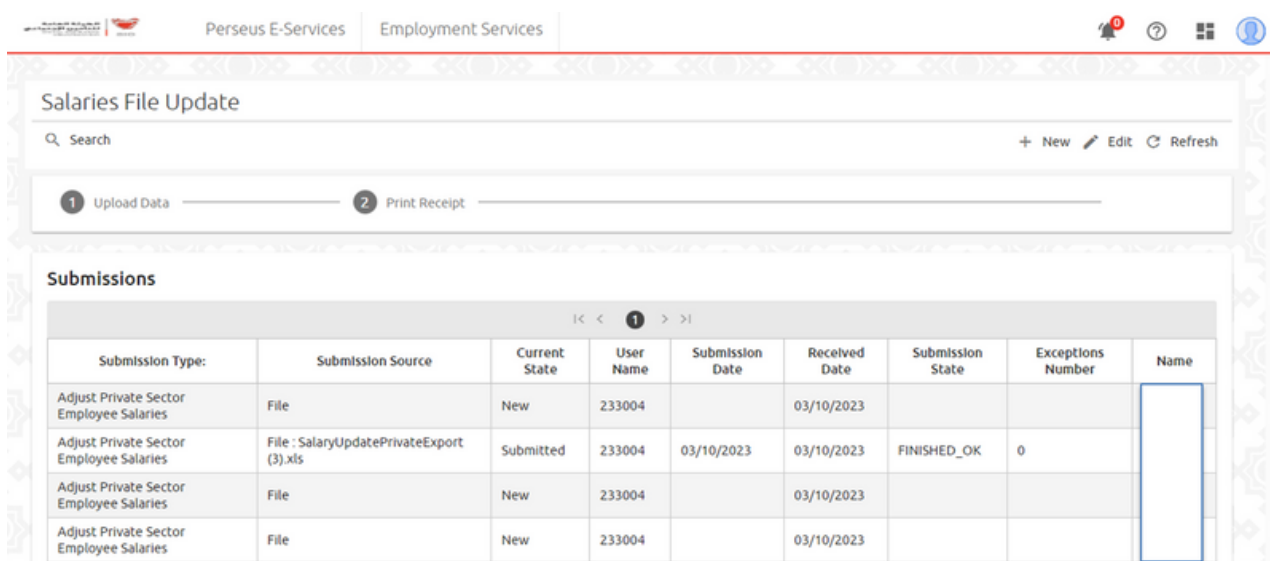 Perseus E-Services
Employment Services
0
Salaries File Update
Search
New
Edit
Refresh
1 Upload Data
2 Print Receipt
Submissions
|< < 1 > >|
Submission Type: Submission Source Current State User Name Submission Date Received Date Submission State Exceptions Number Name
Adjust Private Sector Employee Salaries File New 233004 03/10/2023
Adjust Private Sector Employee Salaries File : SalaryUpdatePrivateExport (3).xls Submitted 233004 03/10/2023 03/10/2023 FINISHED_OK 0
Adjust Private Sector Employee Salaries File New 233004 03/10/2023
Adjust Private Sector Employee Salaries File New 233004 03/10/2023